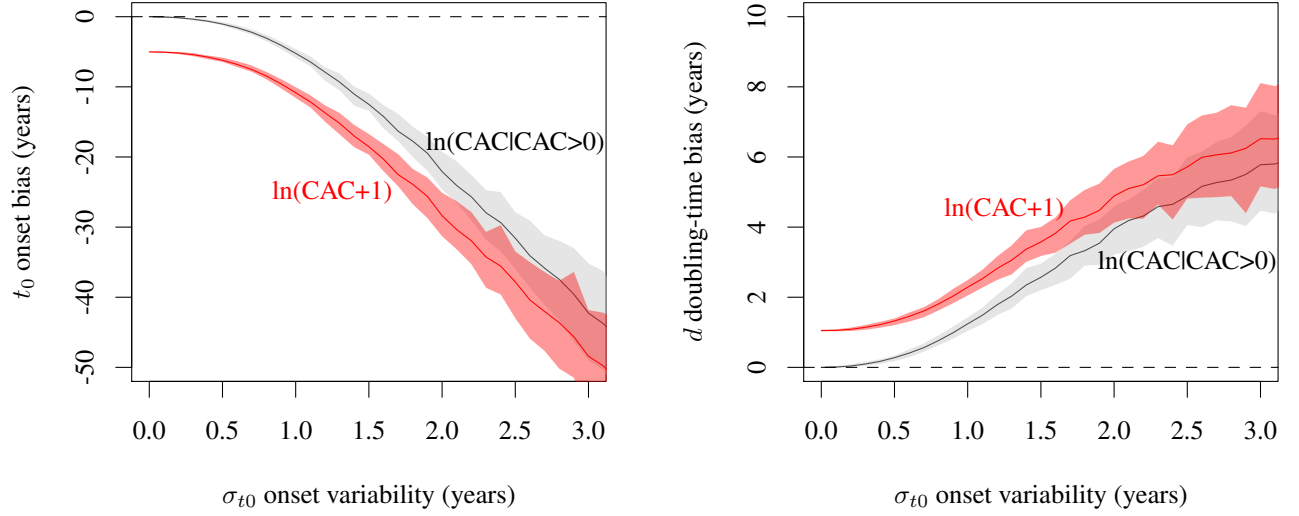 t0 onset bias (years)
0
-10
-20
-30
-40
-50
ln(CAC|CAC>0)
ln(CAC+1)
0.0 0.5 1.0 1.5 2.0 2.5 3.0
σt0 onset variability (years)
d doubling-time bias (years)
10
8
6
4
2
0
ln(CAC+1)
ln(CAC|CAC>0)
0.0 0.5 1.0 1.5 2.0 2.5 3.0
σt0 onset variability (years)